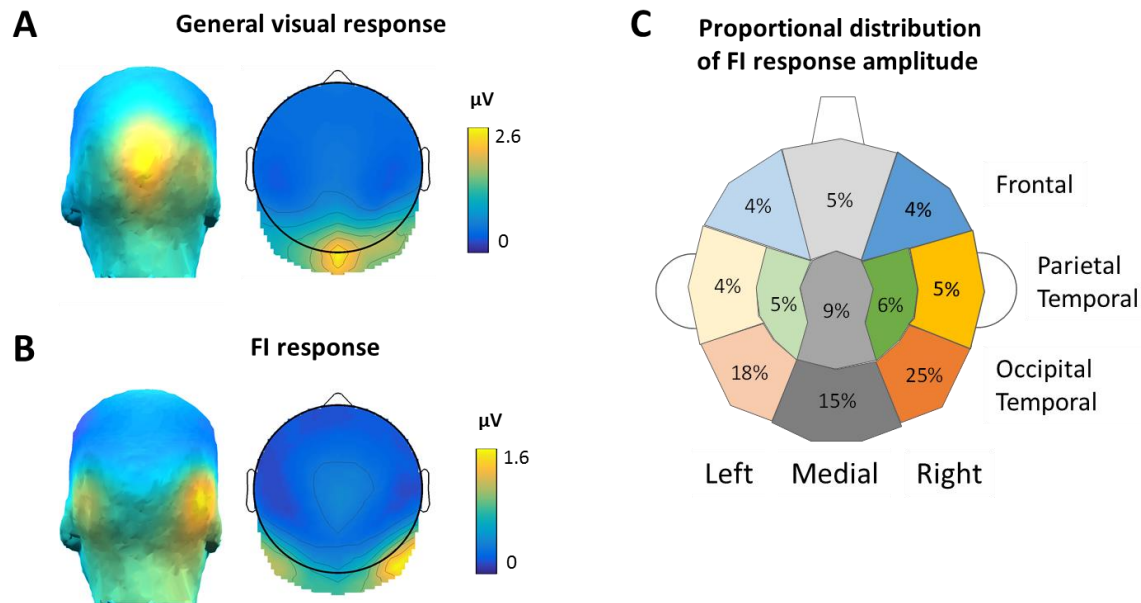 A
General visual response
µV
2.6
0
B
FI response
µV
1.6
0
C
Proportional distribution
of FI response amplitude
4%
5%
4%
Frontal
4%
5%
9%
6%
5%
Parietal
Temporal
18%
15%
25%
Occipital
Temporal
Left
Medial
Right